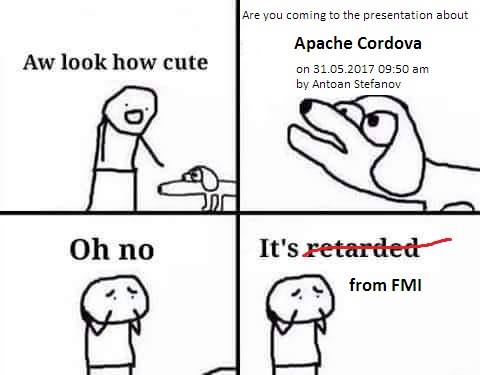 Aw look how cute
Are you coming to the presentation about
Apache Cordova
on 31.05.2017 09:50 am
by Antoan Stefanov
Oh no
It's retarded
from FMI